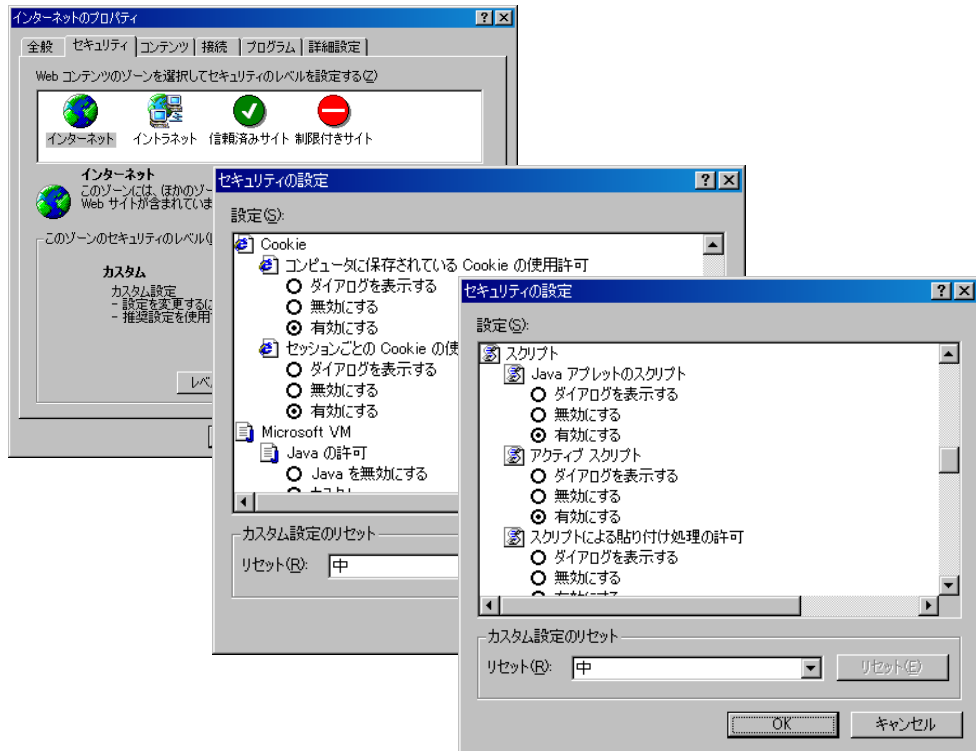 インターネットのプロパティ
全般 セキュリティ コンテンツ 接続 プログラム 詳細設定
Web コンテンツのゾーンを選択してセキュリティのレベルを設定する(Z)
インターネット イントラネット 信頼済みサイト 制限付きサイト
インターネット
このゾーンには、ほかのゾー
Web サイトが含まれていま
このゾーンのセキュリティのレベル(
カスタム
カスタム設定
- 設定を変更するに
- 推奨設定を使用
レベ
セキュリティの設定
設定(S):
Cookie
コンピュータに保存されている Cookie の使用許可
ダイアログを表示する
無効にする
有効にする
セッションごとの Cookie の使
ダイアログを表示する
無効にする
有効にする
Microsoft VM
Java の許可
Java を無効にする
カスタム設定のリセット
リセット(R): 中
セキュリティの設定
設定(S):
スクリプト
Java アプレットのスクリプト
ダイアログを表示する
無効にする
有効にする
アクティブ スクリプト
ダイアログを表示する
無効にする
有効にする
スクリプトによる貼り付け処理の許可
ダイアログを表示する
無効にする
カスタム設定のリセット
リセット(R): 中 リセット(E)
OK キャンセル